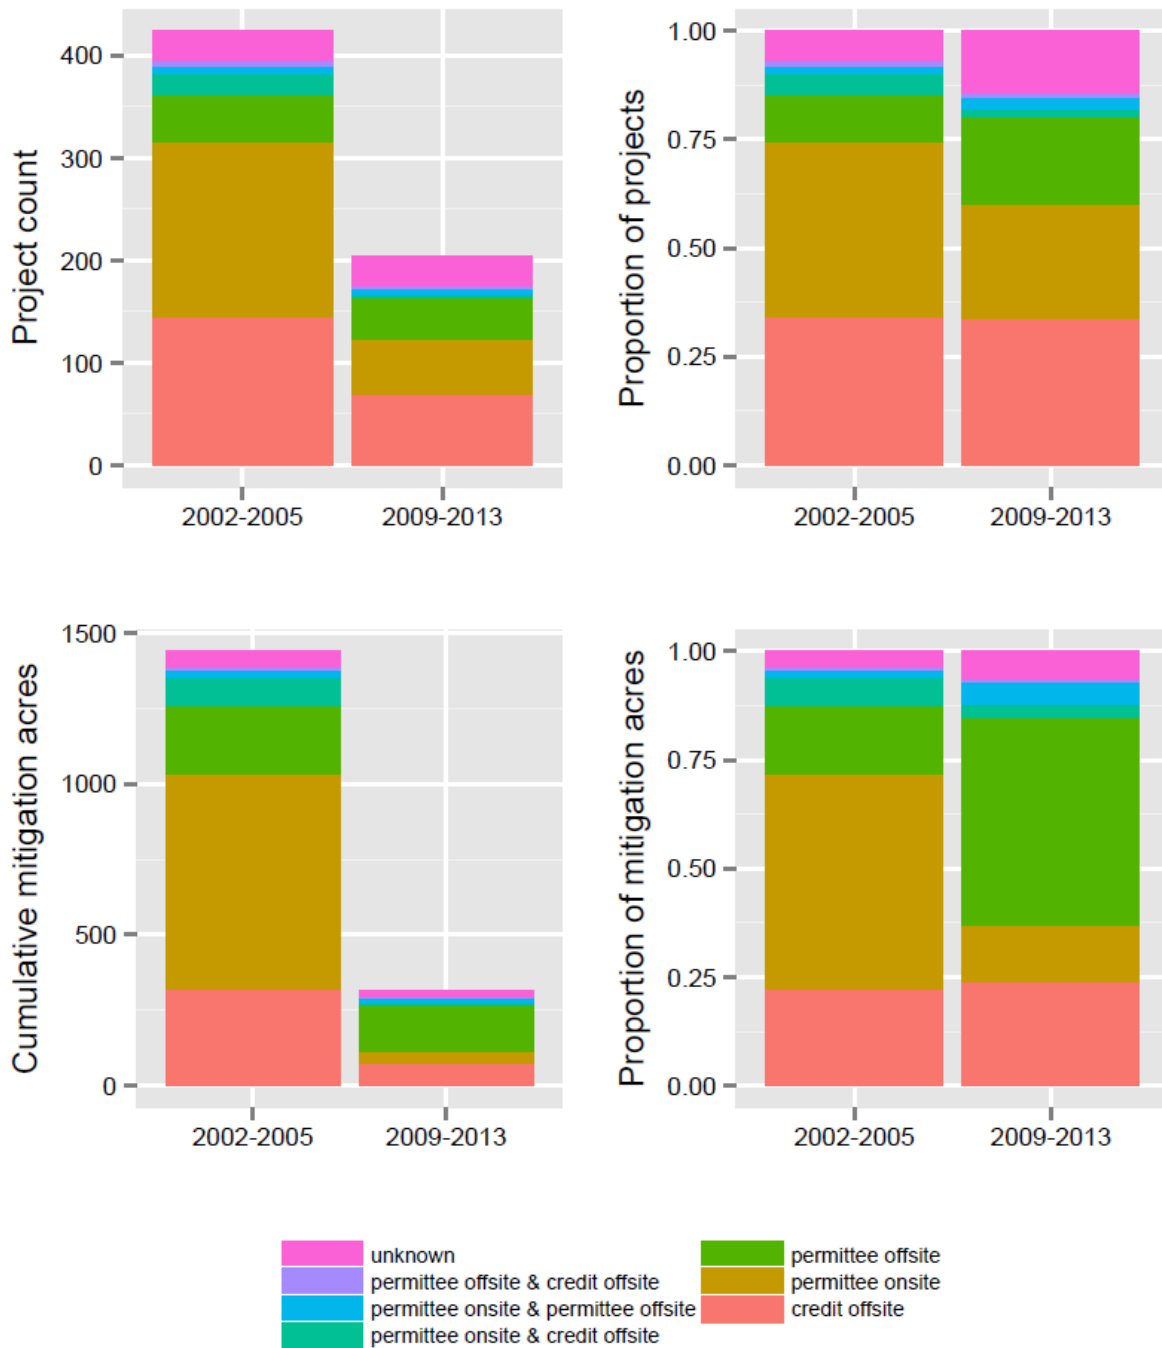 Project count
400
300
200
100
0
2002-2005 2009-2013
Proportion of projects
1.00
0.75
0.50
0.25
0.00
2002-2005 2009-2013
Cumulative mitigation acres
1500
1000
500
0
2002-2005 2009-2013
Proportion of mitigation acres
1.00
0.75
0.50
0.25
0.00
2002-2005 2009-2013
unknown
permittee offsite & credit offsite
permittee onsite & permittee offsite
permittee onsite & credit offsite
permittee offsite
permittee onsite
credit offsite